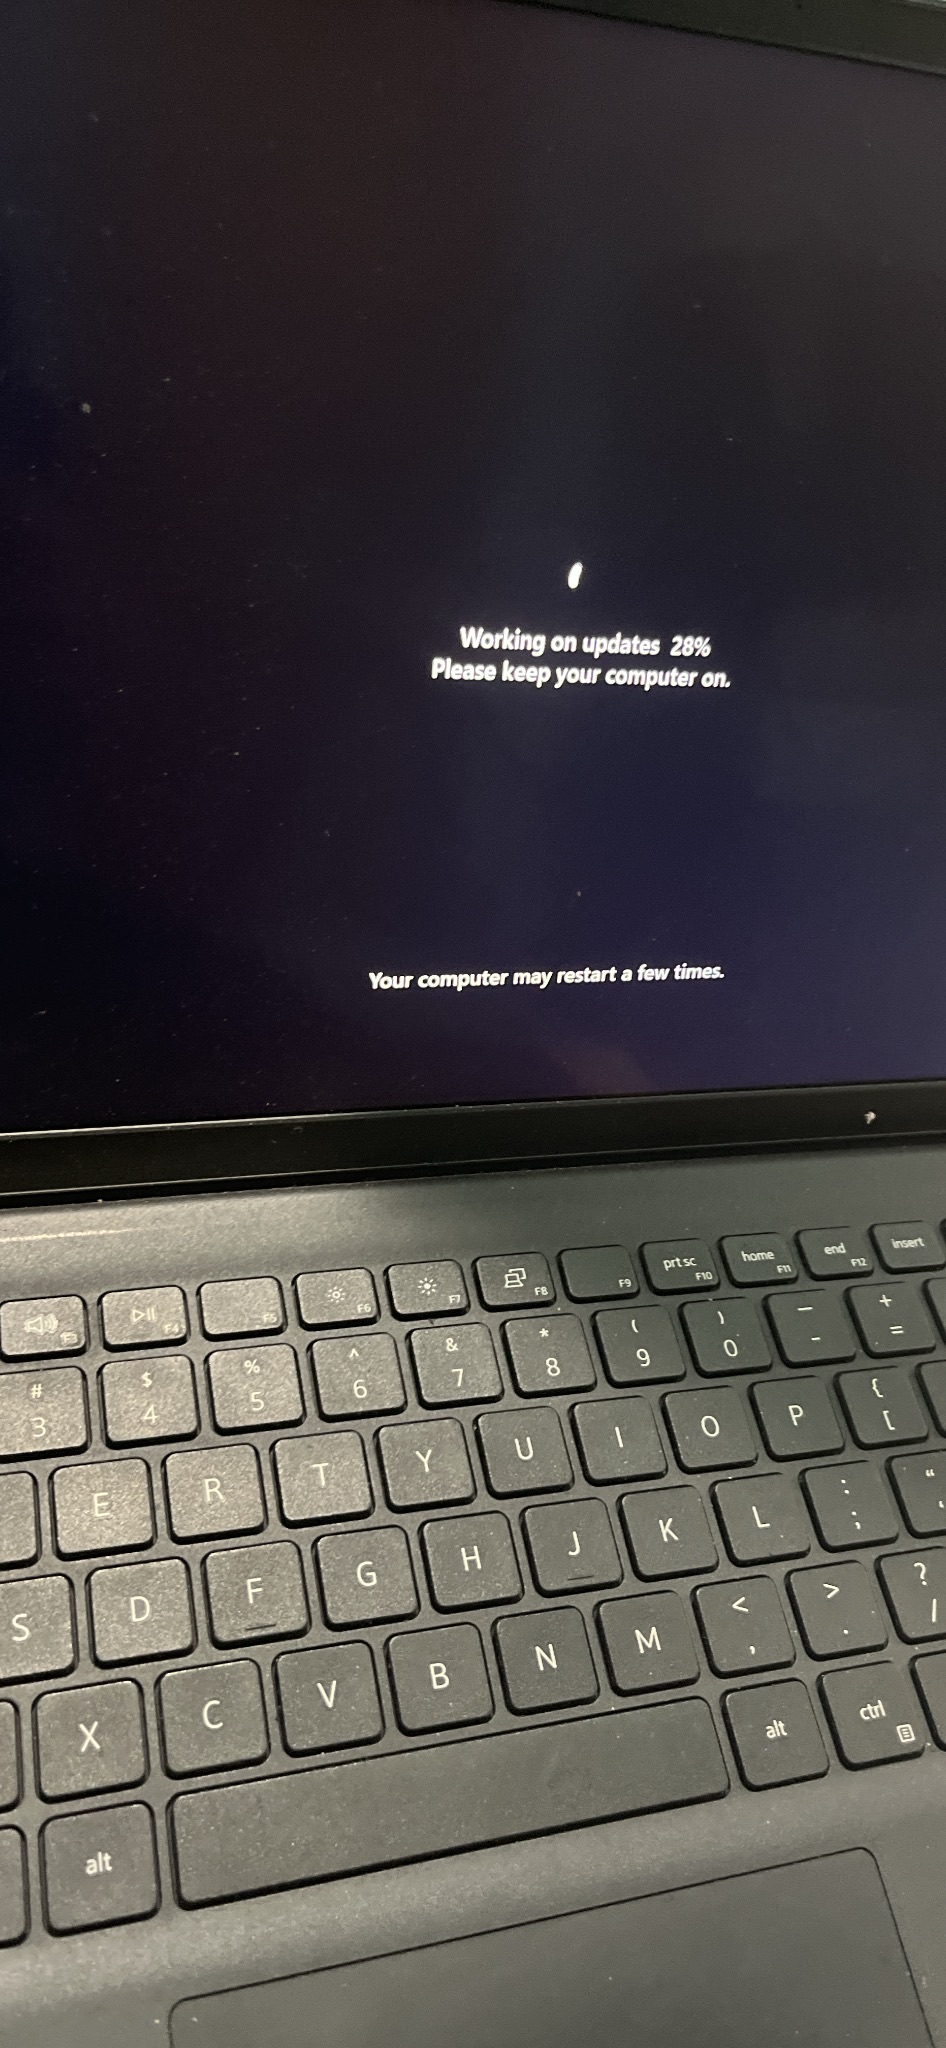 Working on updates 28%
Please keep your computer on.
Your computer may restart a few times.
F3 F4 F5 F6 F7 F8 F9 prt sc F10 home F11 end F12 insert
# $ % ^ & * ( ) _ +
3 4 5 6 7 8 9 0 - =
E R T Y U I O P { [
S D F G H J K L : ; “
X C V B N M < , > . ? /
alt alt ctrl